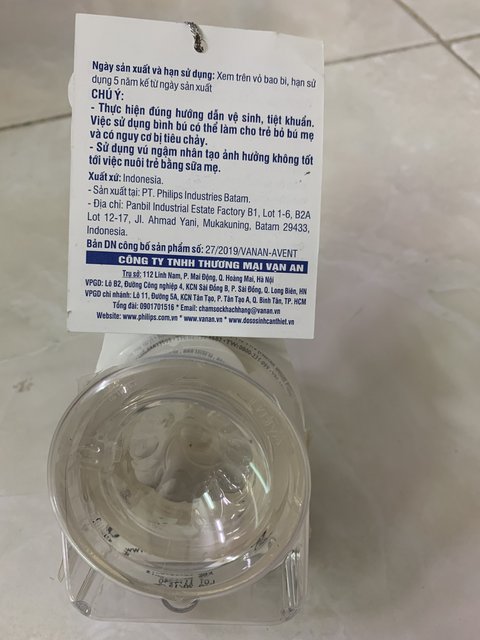 Ngày sản xuất và hạn sử dụng: Xem trên vỏ bao bì, hạn sử
dụng 5 năm kể từ ngày sản xuất
CHÚ Ý:
- Thực hiện đúng hướng dẫn vệ sinh, tiệt khuẩn.
Việc sử dụng bình bú có thể làm cho trẻ bỏ bú mẹ
và có nguy cơ bị tiêu chảy.
- Sử dụng vú ngậm nhân tạo ảnh hưởng không tốt
tới việc nuôi trẻ bằng sữa mẹ.
Xuất xứ: Indonesia.
- Sản xuất tại: PT. Philips Industries Batam.
- Địa chỉ: Panbil Industrial Estate Factory B1, Lot 1-6, B2A
Lot 12-17, Jl. Ahmad Yani, Mukakuning, Batam 29433,
Indonesia.
Bản DN công bố sản phẩm số: 27/2019/VANAN-AVENT
CÔNG TY TNHH THƯƠNG MẠI VẠN AN
Trụ sở: 112 Lĩnh Nam, P. Mai Động, Q. Hoàng Mai, Hà Nội
VPGD: Lô B2, Đường Công nghiệp 4, KCN Sài Đồng B, P. Sài Đồng, Q. Long Biên, HN
VPGD chi nhánh: Lô 11, Đường 5A, KCN Tân Tạo, P. Tân Tạo A, Q. Bình Tân, TP. HCM
Tổng đài: 0901701516 * Email: chamsockhachhang@vanan.vn
Website: www.philips.com.vn * www.vanan.vn * www.dososinhcanthiet.vn